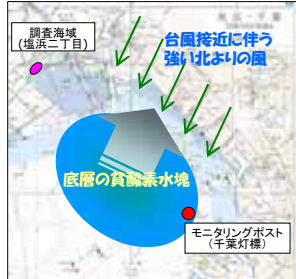 調査海域
(塩浜二丁目)
台風接近に伴う
強い北よりの風
底層の貧酸素水塊
モニタリングポスト
(千葉灯標)